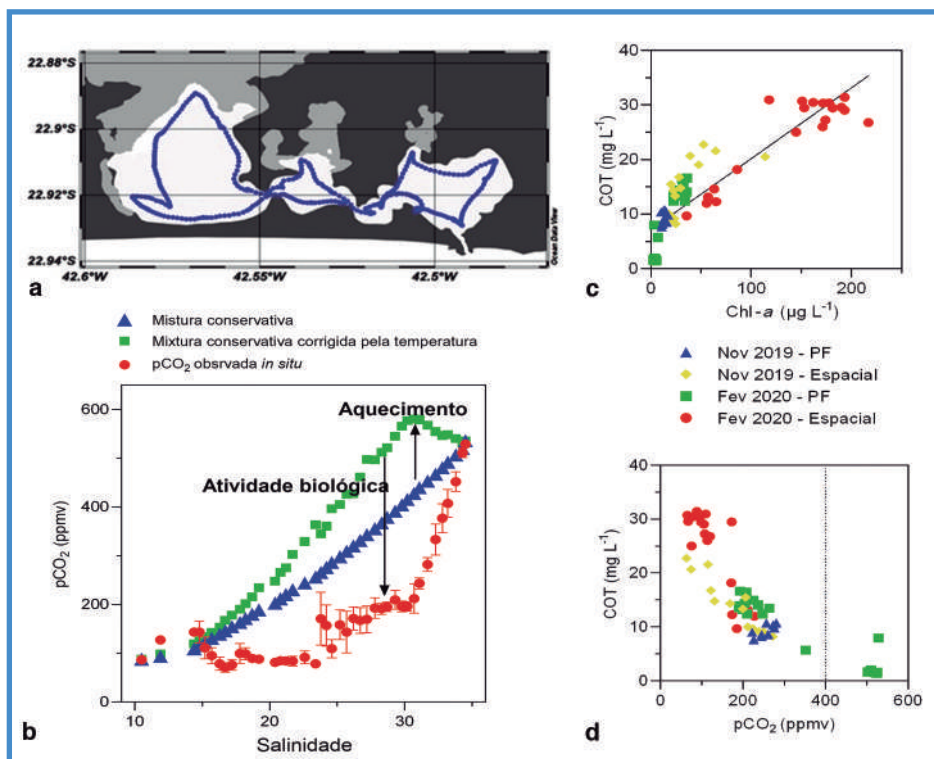 22.88°S
22.9°S
22.92°S
22.94°S
42.6°W
42.55°W
42.5°W
Ocean Data View
a
Mistura conservativa
Mixtura conservativa corrigida pela temperatura
pCO₂ obsrvada in situ
600
400
200
0
pCO₂ (ppmv)
Aquecimento
Atividade biológica
10
20
30
Salinidade
b
40
30
20
10
0
COT (mg L⁻¹)
0
100
200
Chl-a (µg L⁻¹)
c
Nov 2019 - PF
Nov 2019 - Espacial
Fev 2020 - PF
Fev 2020 - Espacial
40
30
20
10
0
COT (mg L⁻¹)
0
200
400
600
pCO₂ (ppmv)
d